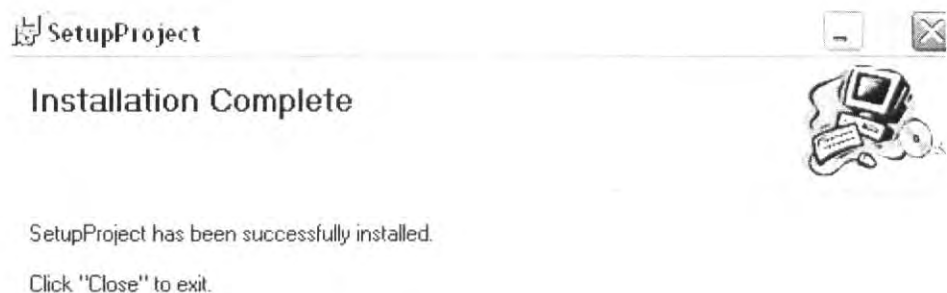 SetupProject
Installation Complete
SetupProject has been successfully installed.
Click "Close" to exit.